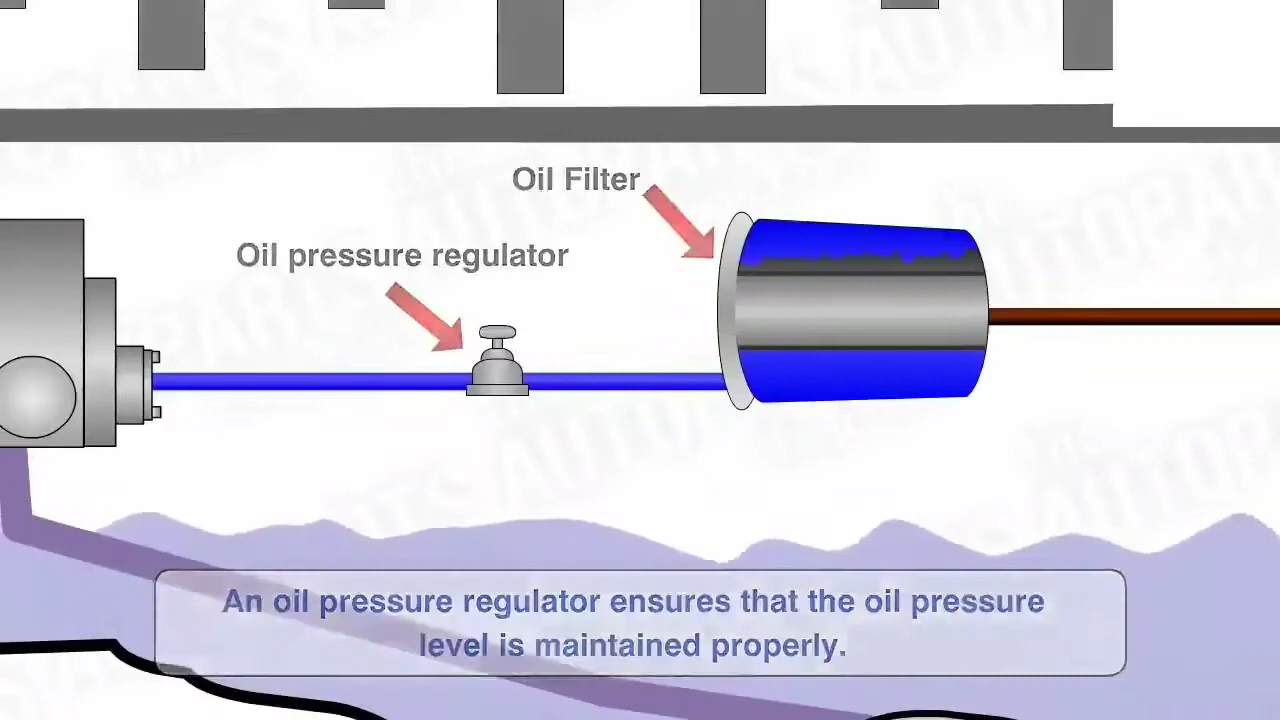 Oil Filter
Oil pressure regulator
An oil pressure regulator ensures that the oil pressure
level is maintained properly.